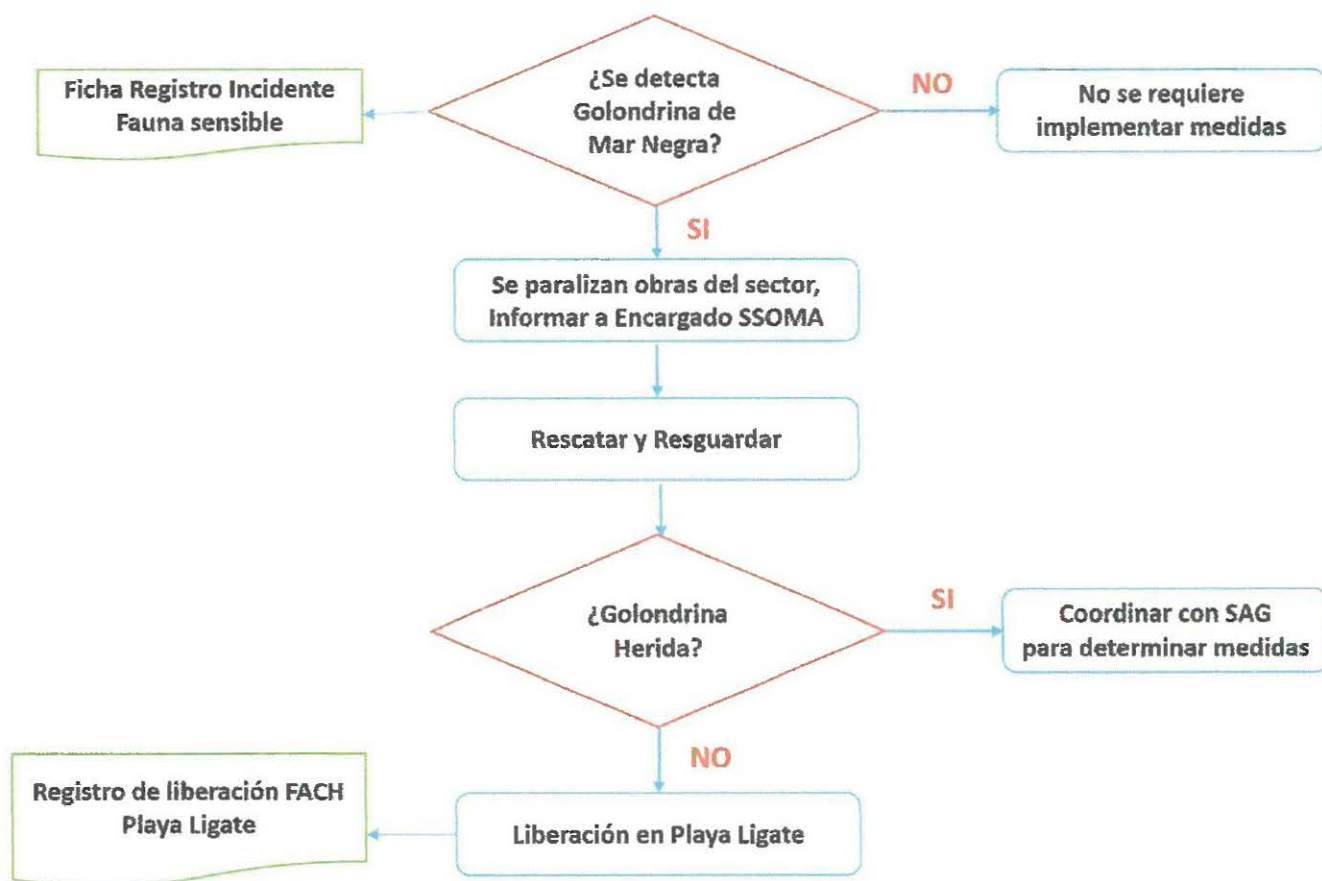 ¿Se detecta
Golondrina de
Mar Negra?
Ficha Registro Incidente
Fauna sensible
NO
No se requiere
implementar medidas
SI
Se paralizan obras del sector,
Informar a Encargado SSOMA
Rescatar y Resguardar
¿Golondrina
Herida?
SI
Coordinar con SAG
para determinar medidas
NO
Registro de liberación FACH
Playa Ligate
Liberación en Playa Ligate